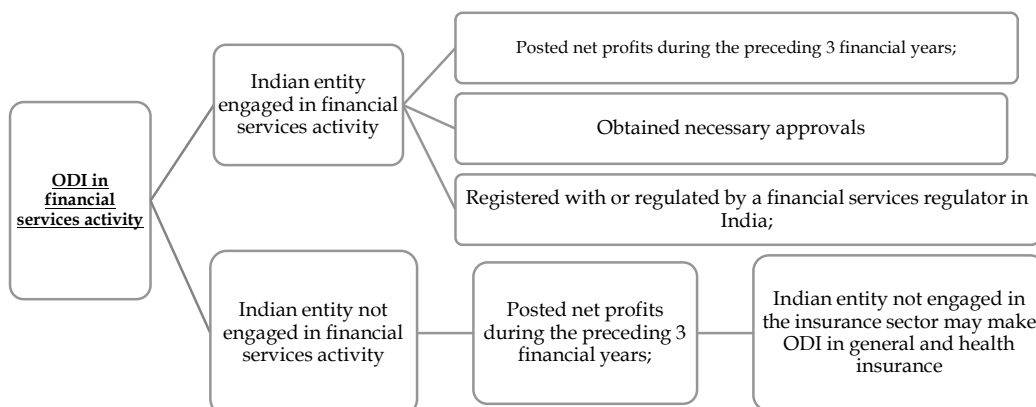 ODI in
financial
services activity
Indian entity
engaged in financial
services activity
Posted net profits during the preceding 3 financial years;
Obtained necessary approvals
Registered with or regulated by a financial services regulator in
India;
Indian entity not
engaged in financial
services activity
Posted net profits
during the preceding 3
financial years;
Indian entity not engaged in
the insurance sector may make
ODI in general and health
insurance